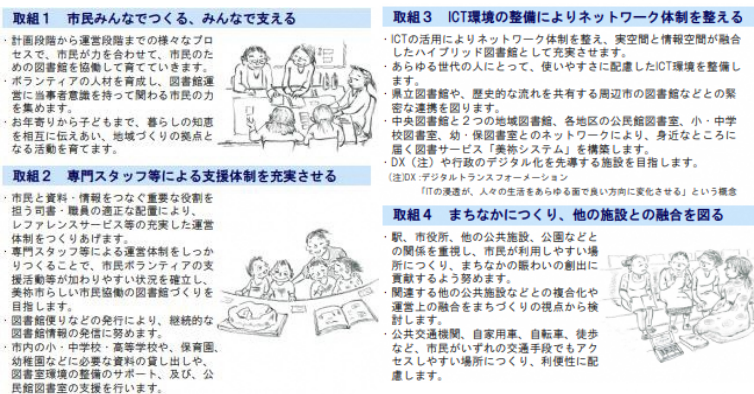 取組1 市民みんなでつくる、みんなで支える
・計画段階から運営段階までの様々なプロ
セスで、市民が力を合わせて、市民のた
めの図書館を協働して育てていきます。
・ボランティアの人材を育成し、図書館運
営に当事者意識を持って関わる市民の力
を集めます。
・お年寄りから子どもまで、暮らしの知恵
を相互に伝えあい、地域づくりの拠点と
なる活動を育てます。
取組2 専門スタッフ等による支援体制を充実させる
・市民と資料・情報をつなぐ重要な役割を
担う司書・職員の適正な配置により、
レファレンスサービス等の充実した運営
体制をつくりあげます。
・専門スタッフ等による運営体制をしっか
りつくることで、市民ボランティアの支
援活動等が加わりやすい状況を確立し、
美祢市らしい市民協働の図書館づくりを
目指します。
・図書館便りなどの発行により、継続的な
図書館情報の発信に努めます。
・市内の小・中学校・高等学校や、保育園、
幼稚園などに必要な資料の貸し出しや、
図書室環境の整備のサポート、及び、公
民館図書室の支援を行います。
取組3 ICT環境の整備によりネットワーク体制を整える
・ICTの活用によりネットワーク体制を整え、実空間と情報空間が融合
したハイブリッド図書館として充実させます。
・あらゆる世代の人にとって、使いやすさに配慮したICT環境を整備し
ます。
・県立図書館や、歴史的な流れを共有する周辺市の図書館などとの緊
密な連携を図ります。
・中央図書館と2つの地域図書館、各地区の公民館図書室、小・中学
校図書室、幼・保図書室とのネットワークにより、身近なところに
届く図書サービス「美祢システム」を構築します。
・DX（注）や行政のデジタル化を先導する施設を目指します。
(注)DX:デジタルトランスフォーメーション
「ITの浸透が、人々の生活をあらゆる面で良い方向に変化させる」という概念
取組4 まちなかにつくり、他の施設との融合を図る
・駅、市役所、他の公共施設、公園などと
の関係を重視し、市民が利用しやすい場
所につくり、まちなかの賑わいの創出に
貢献するよう努めます。
・関連する他の公共施設などとの複合化や
運営上の融合をまちづくりの視点から検
討します。
・公共交通機関、自家用車、自転車、徒歩
など、市民がいずれの交通手段でもアク
セスしやすい場所につくり、利便性に配
慮します。